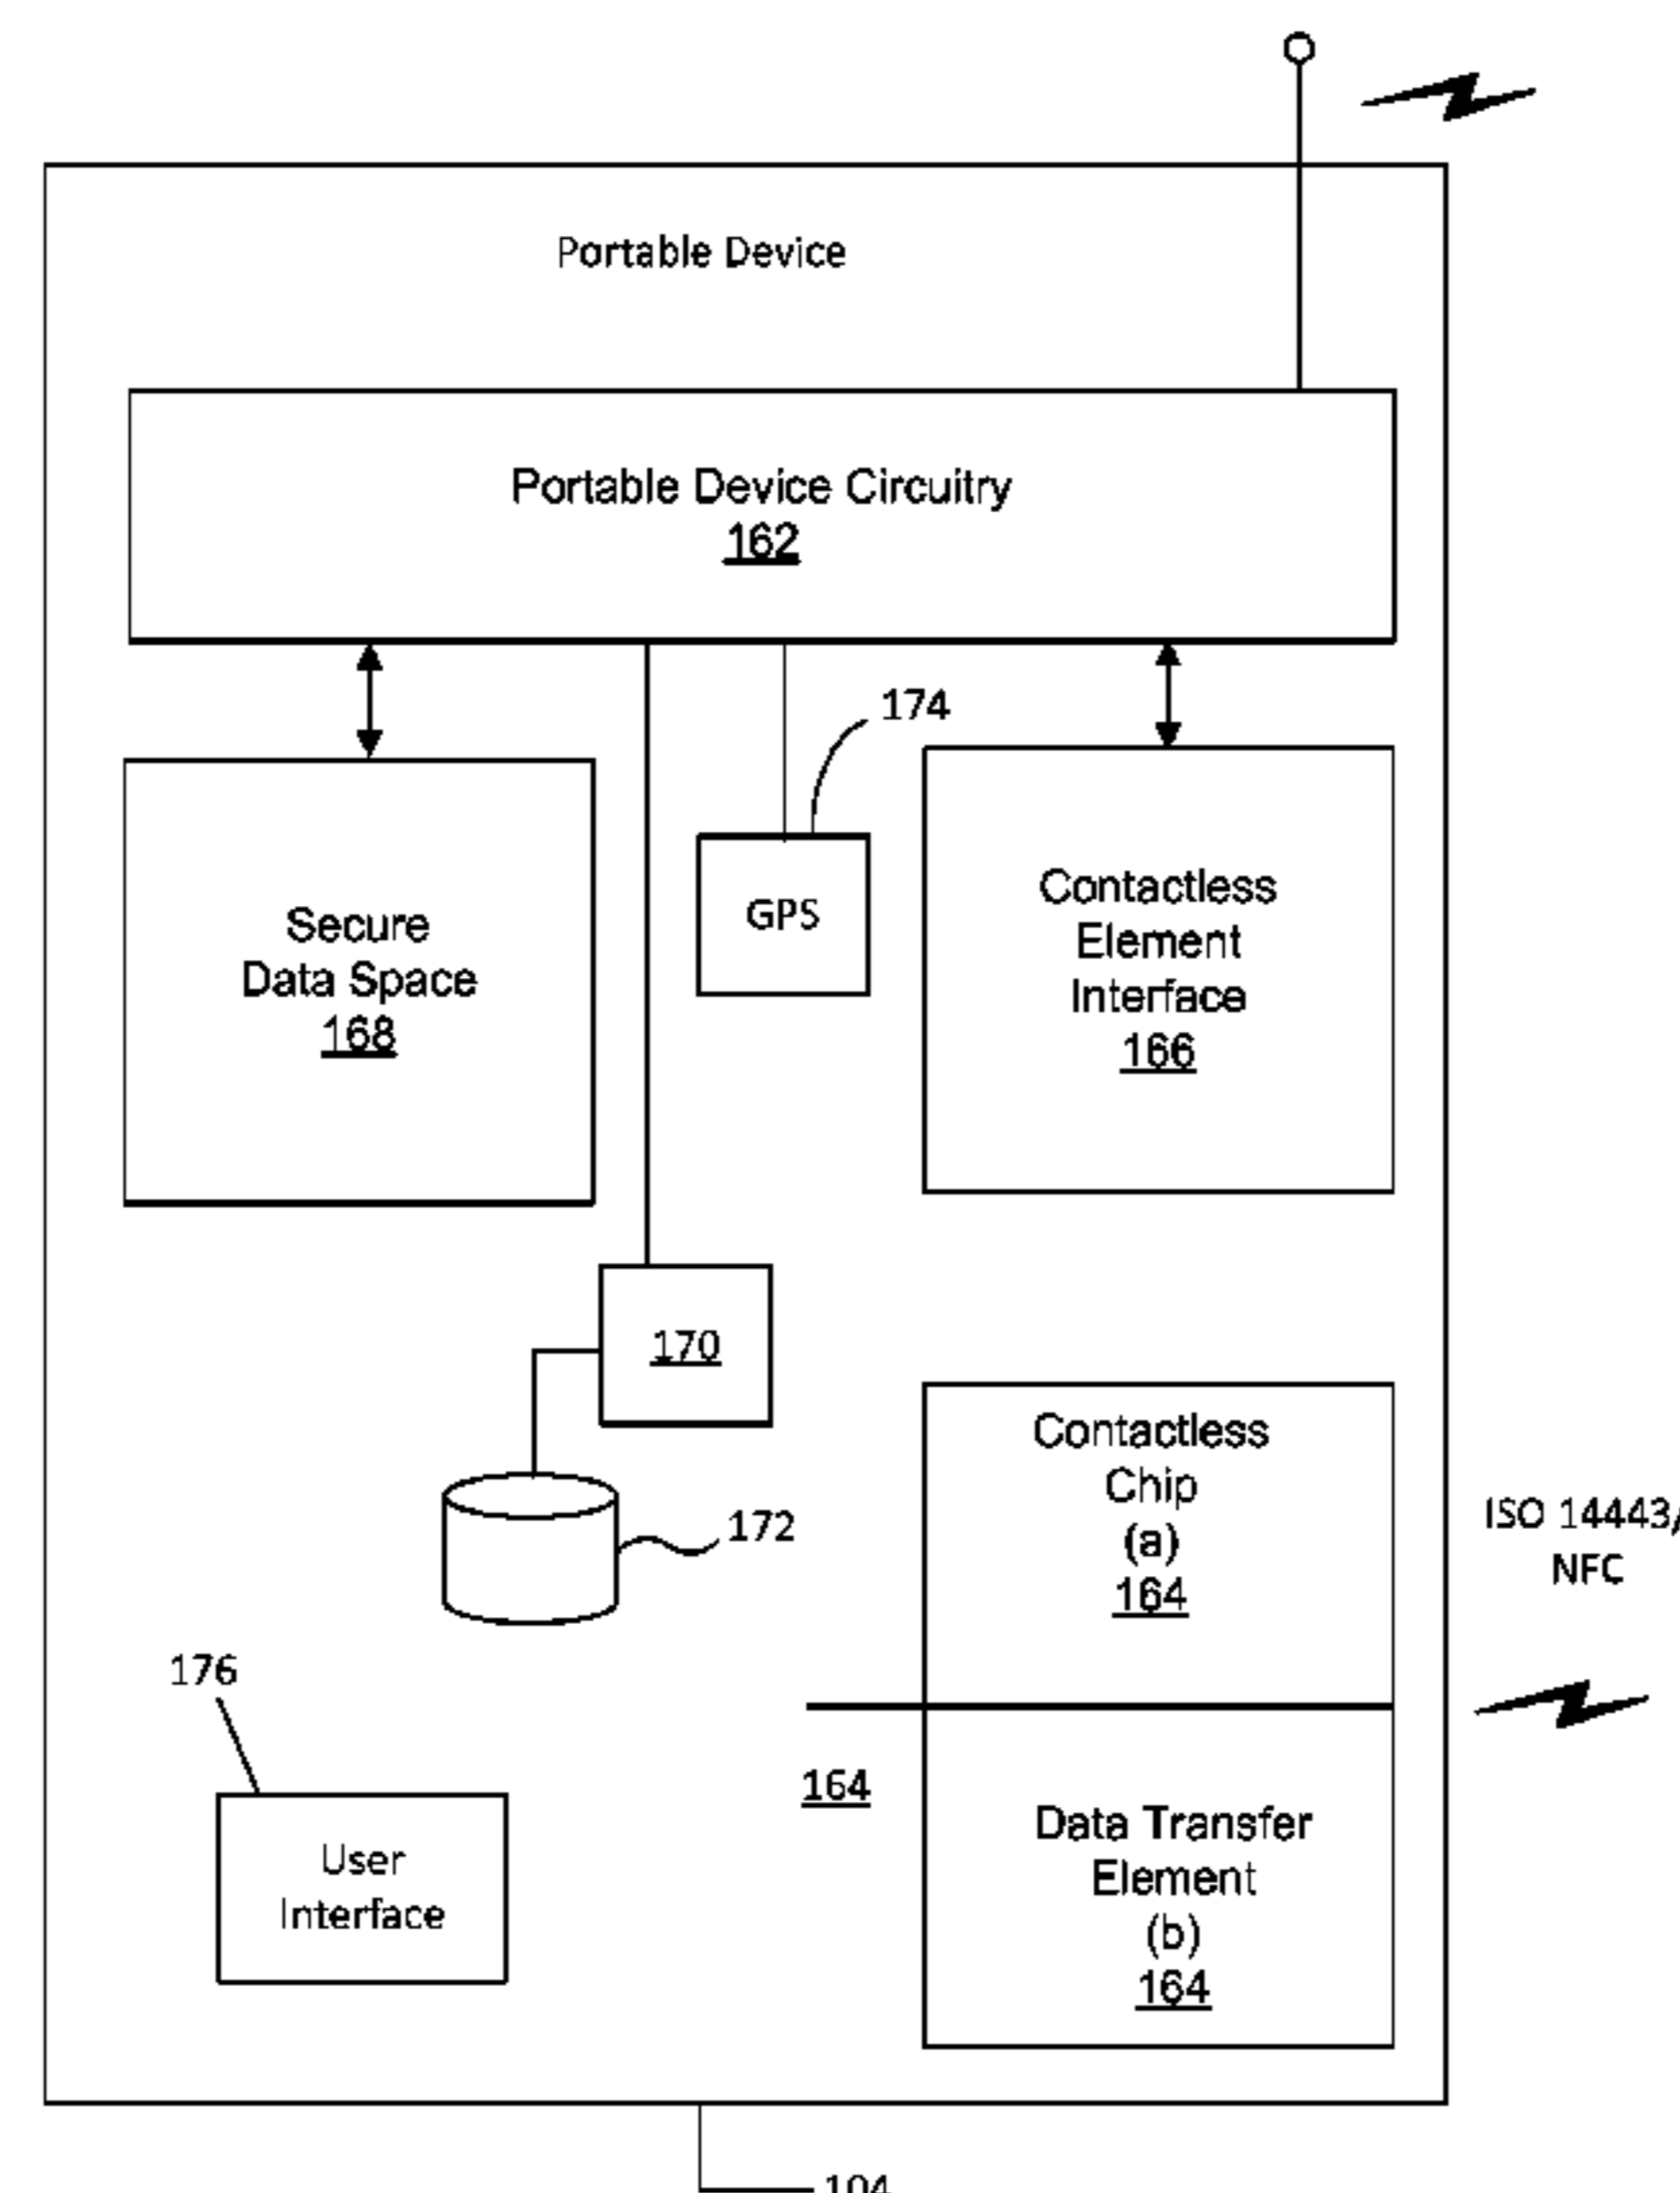 Portable Device
Portable Device Circuitry
162
174
GPS
Secure
Data Space
168
Contactless
Element
Interface
166
170
172
Contactless
Chip
(a)
164
ISO 14443/
NFC
176
164
User
Interface
Data Transfer
Element
(b)
164
104